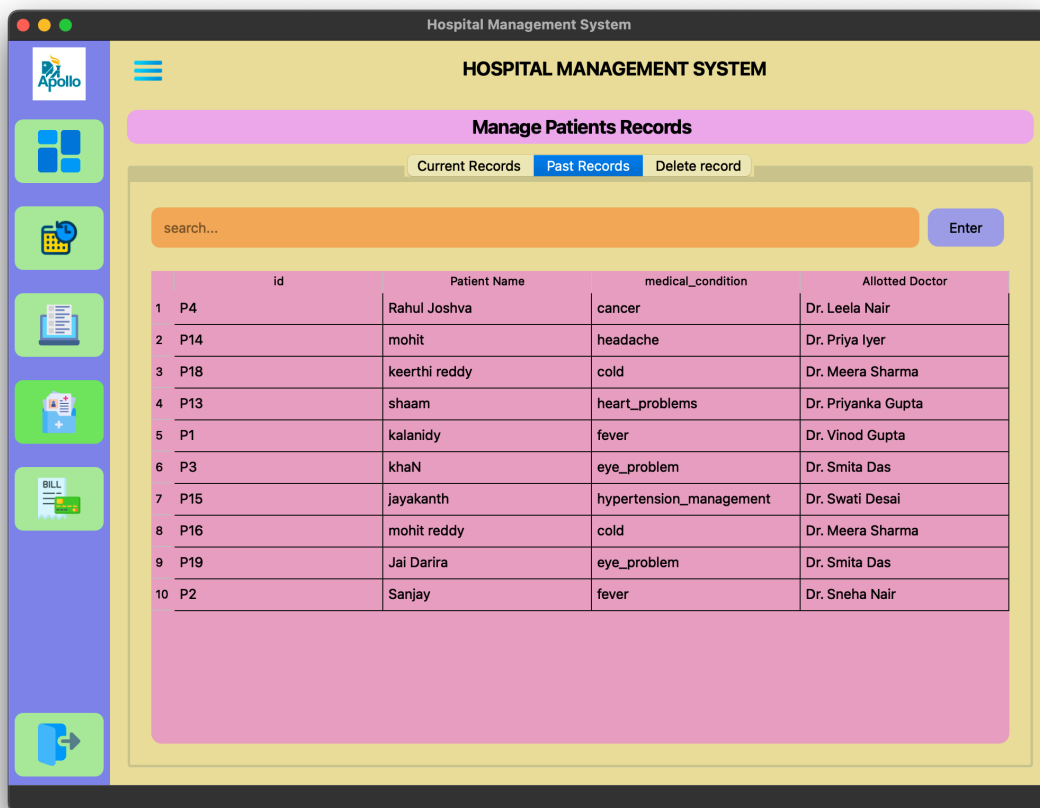 Hospital Management System
Apollo
HOSPITAL MANAGEMENT SYSTEM
Manage Patients Records
Current Records Past Records Delete record
search... Enter
id Patient Name medical_condition Allotted Doctor
1 P4 Rahul Joshva cancer Dr. Leela Nair
2 P14 mohit headache Dr. Priya Iyer
3 P18 keerthi reddy cold Dr. Meera Sharma
4 P13 shaam heart_problems Dr. Priyanka Gupta
5 P1 kalanidy fever Dr. Vinod Gupta
6 P3 khaN eye_problem Dr. Smita Das
7 P15 jayakanth hypertension_management Dr. Swati Desai
8 P16 mohit reddy cold Dr. Meera Sharma
9 P19 Jai Darira eye_problem Dr. Smita Das
10 P2 Sanjay fever Dr. Sneha Nair
BILL